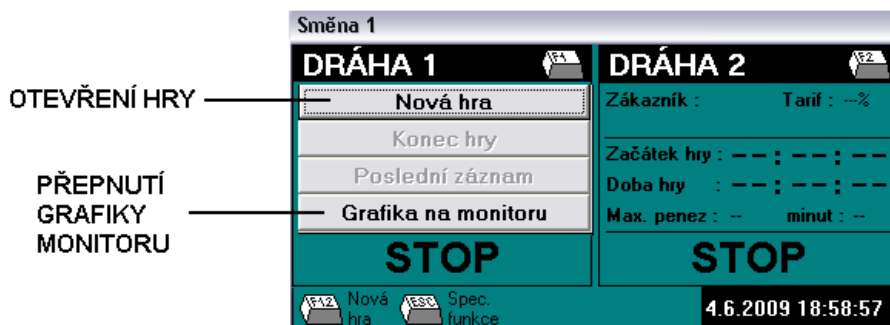 Směna 1
DRÁHA 1 F1
DRÁHA 2 F2
OTEVŘENÍ HRY
Nová hra
Konec hry
Poslední záznam
Grafika na monitoru
PŘEPNUTÍ
GRAFIKY
MONITORU
STOP
Zákazník : Tarif : ---%
Začátek hry : -- : -- : --
Doba hry : -- : -- : --
Max. penez : -- minut : --
STOP
F12 Nová
hra
ESC Spec.
funkce
4.6.2009 18:58:57